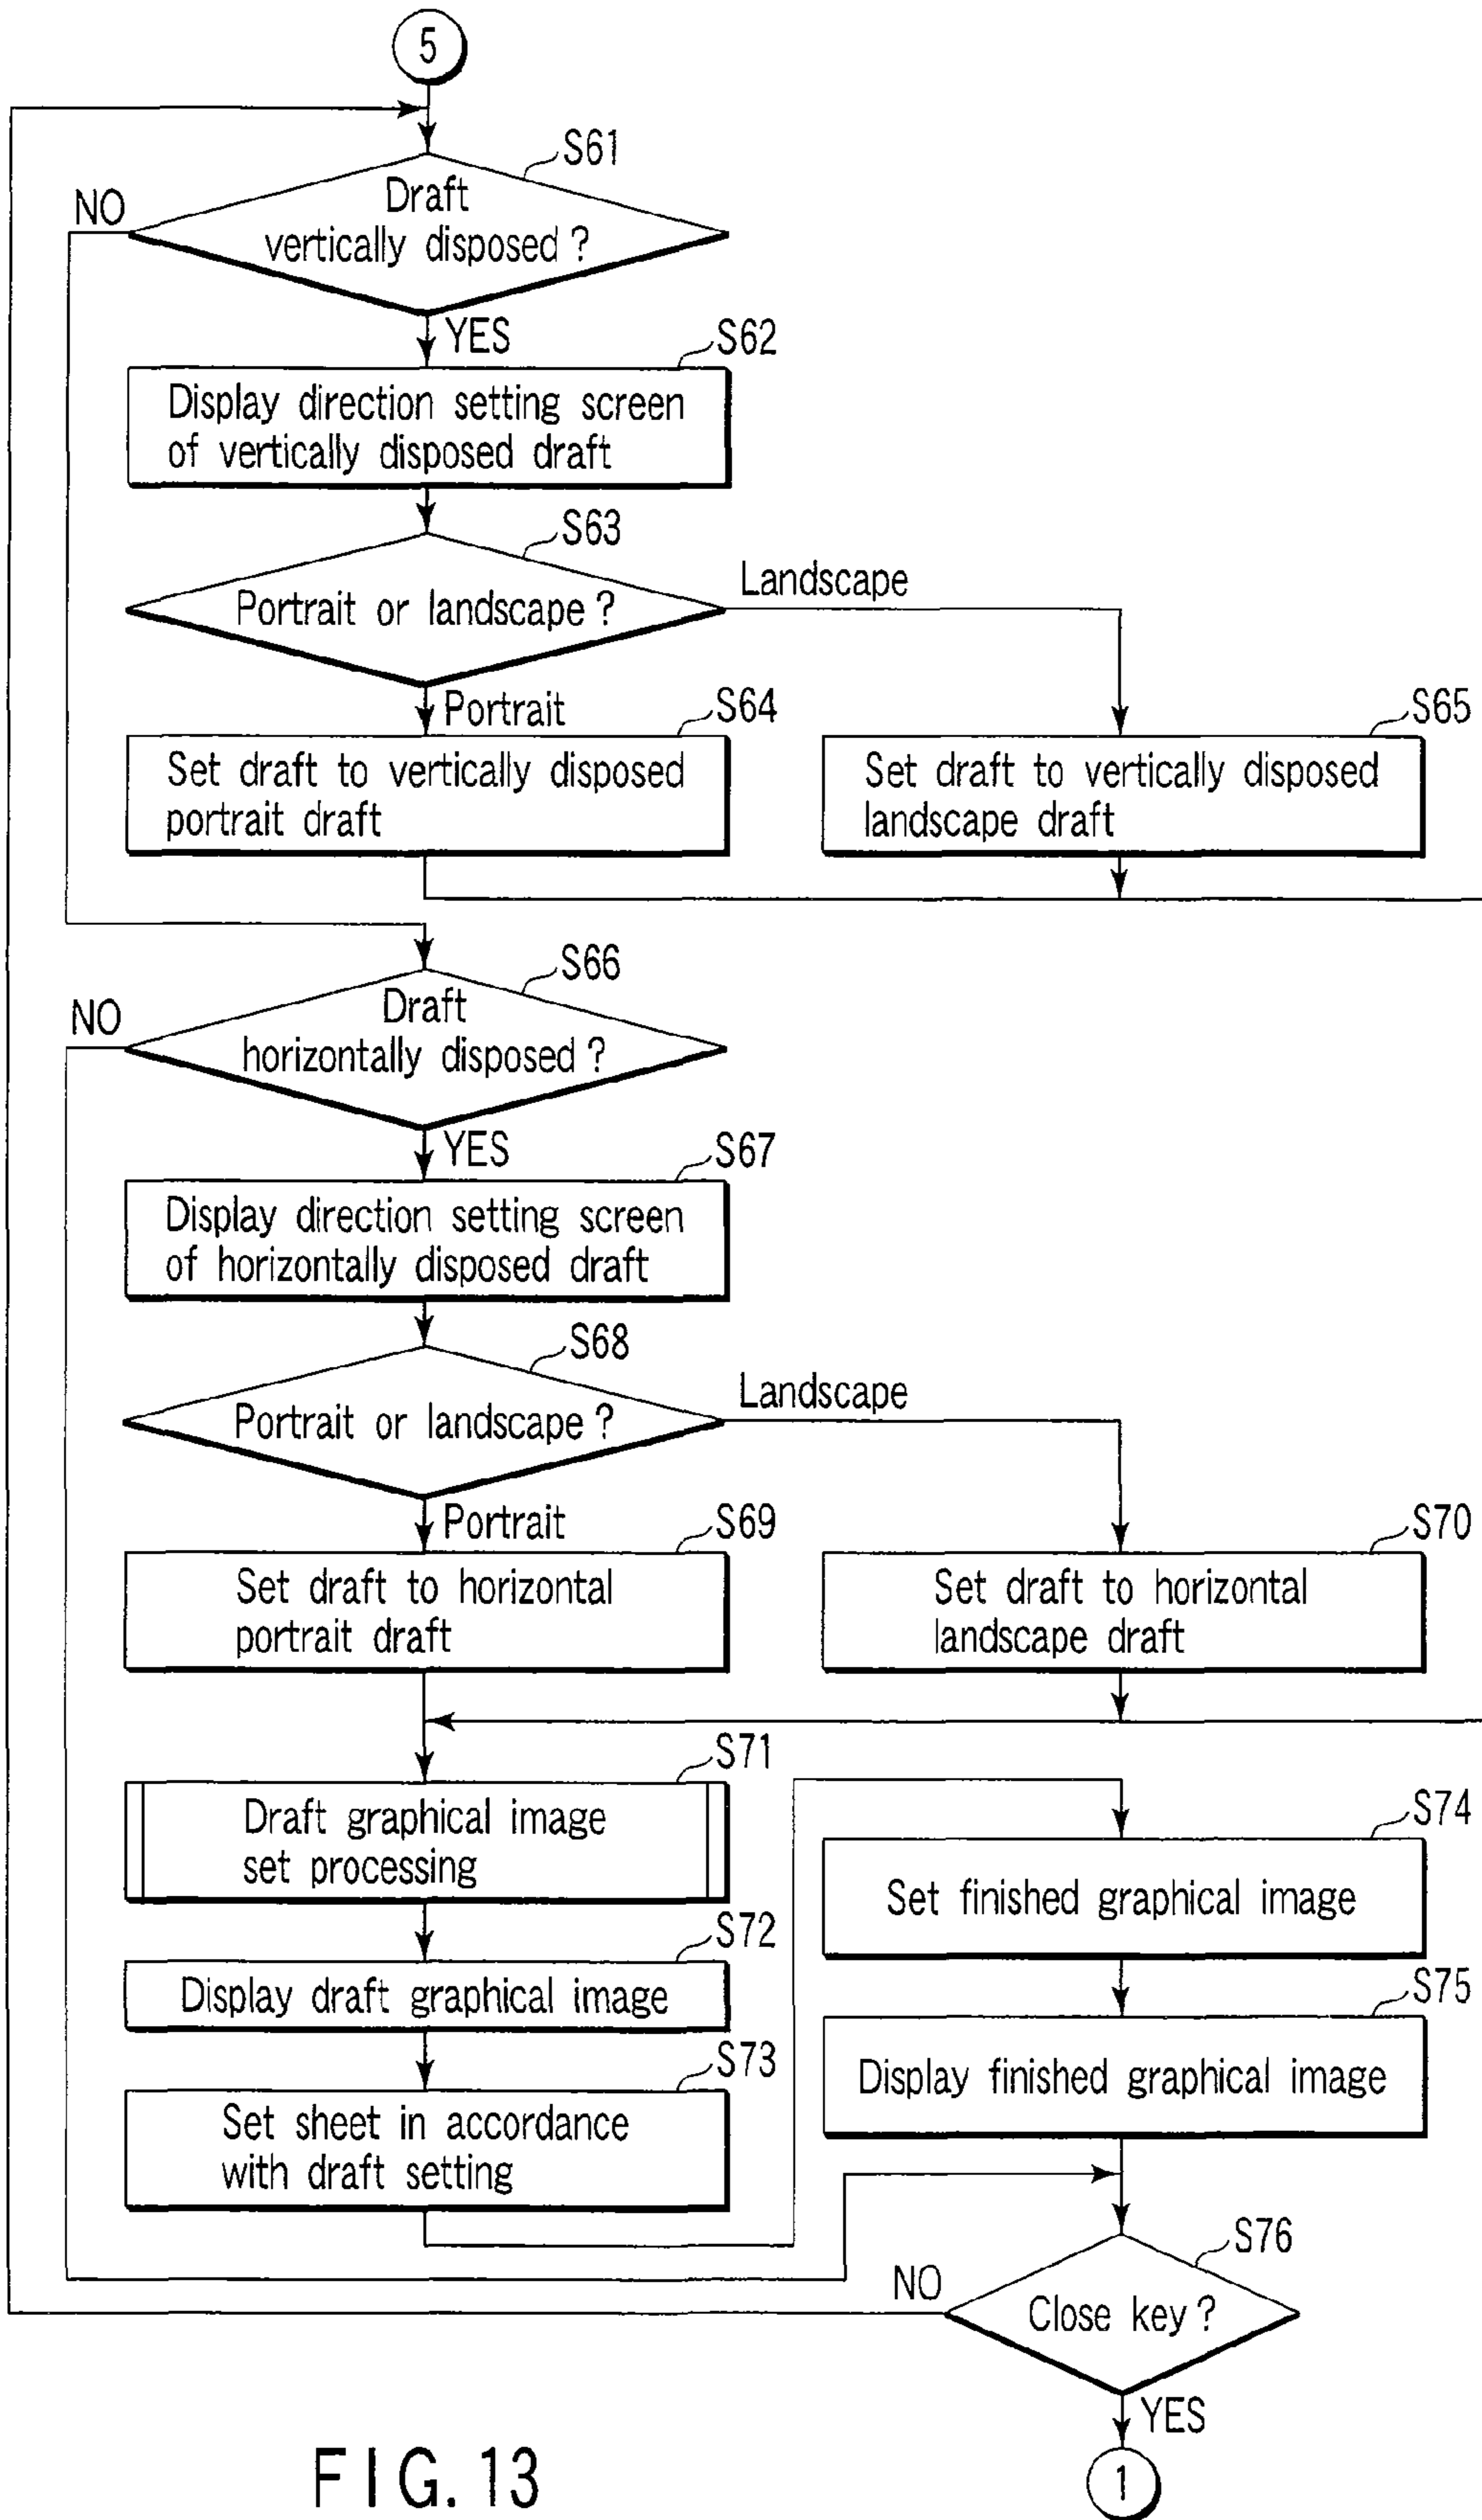 5
S61
Draft
vertically disposed?
NO
YES
S62
Display direction setting screen
of vertically disposed draft
S63
Portrait or landscape?
Landscape
Portrait
S64
Set draft to vertically disposed
portrait draft
S65
Set draft to vertically disposed
landscape draft
S66
Draft
horizontally disposed?
NO
YES
S67
Display direction setting screen
of horizontally disposed draft
S68
Portrait or landscape?
Landscape
Portrait
S69
Set draft to horizontal
portrait draft
S70
Set draft to horizontal
landscape draft
S71
Draft graphical image
set processing
S72
Display draft graphical image
S73
Set sheet in accordance
with draft setting
S74
Set finished graphical image
S75
Display finished graphical image
S76
Close key?
NO
YES
1
FIG. 13